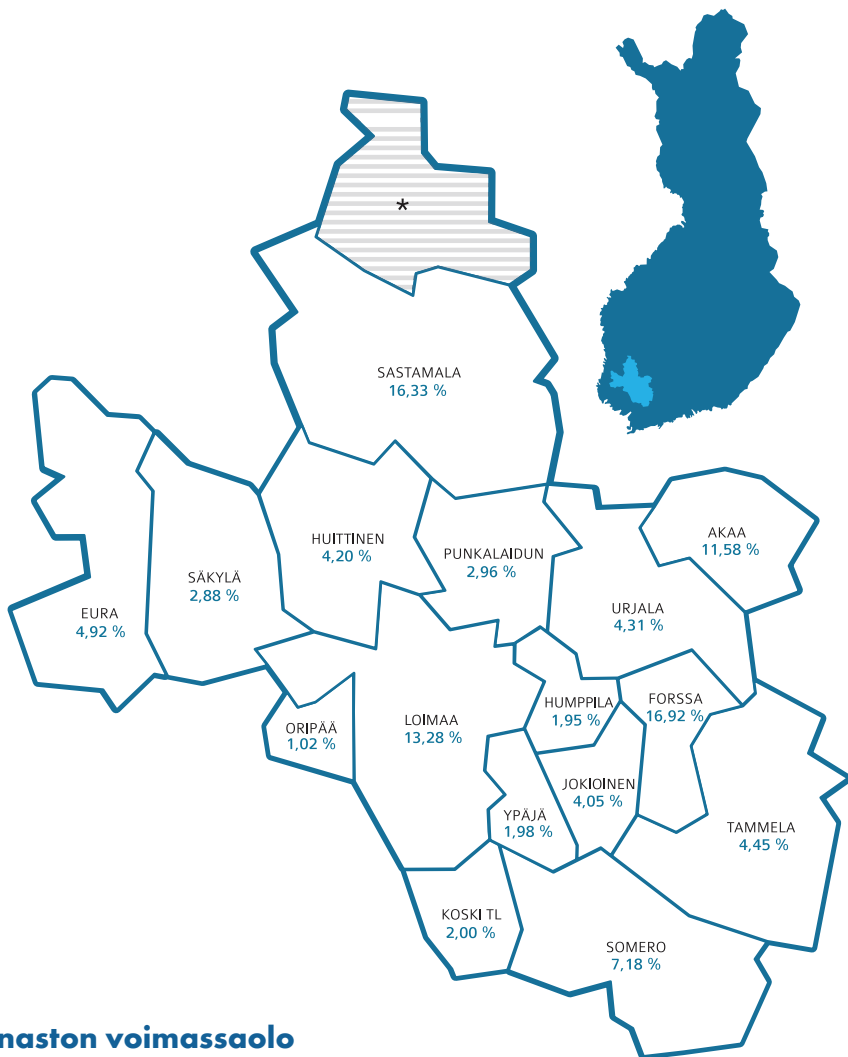 *
SASTAMALA
16,33 %
AKAA
11,58 %
HUITTINEN
4,20 %
PUNKALAIDUN
2,96 %
SÄKYLÄ
2,88 %
EURA
4,92 %
URJALA
4,31 %
HUMPPILA
1,95 %
FORSSA
16,92 %
ORIPÄÄ
1,02 %
LOIMAA
13,28 %
JOKIOINEN
4,05 %
YPÄJÄ
1,98 %
TAMMELA
4,45 %
KOSKI TL
2,00 %
SOMERO
7,18 %
naston voimassaolo